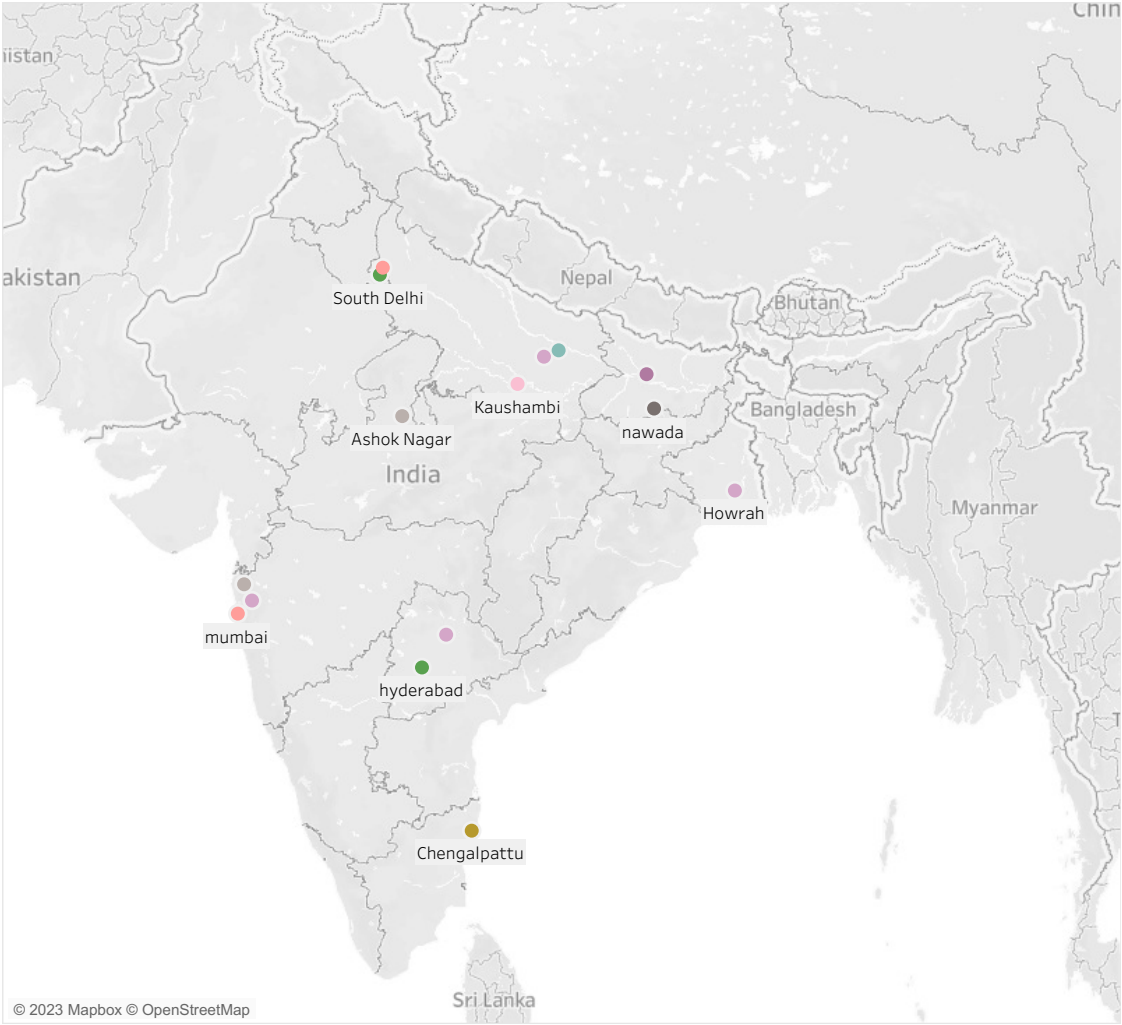 Chin
istan
Nepal
akistan
Bhutan
South Delhi
Kaushambi
Bangladesh
Ashok Nagar
nawada
India
Howrah
Myanmar
mumbai
hyderabad
T
Chengalpattu
Sri Lanka
© 2023 Mapbox © OpenStreetMap